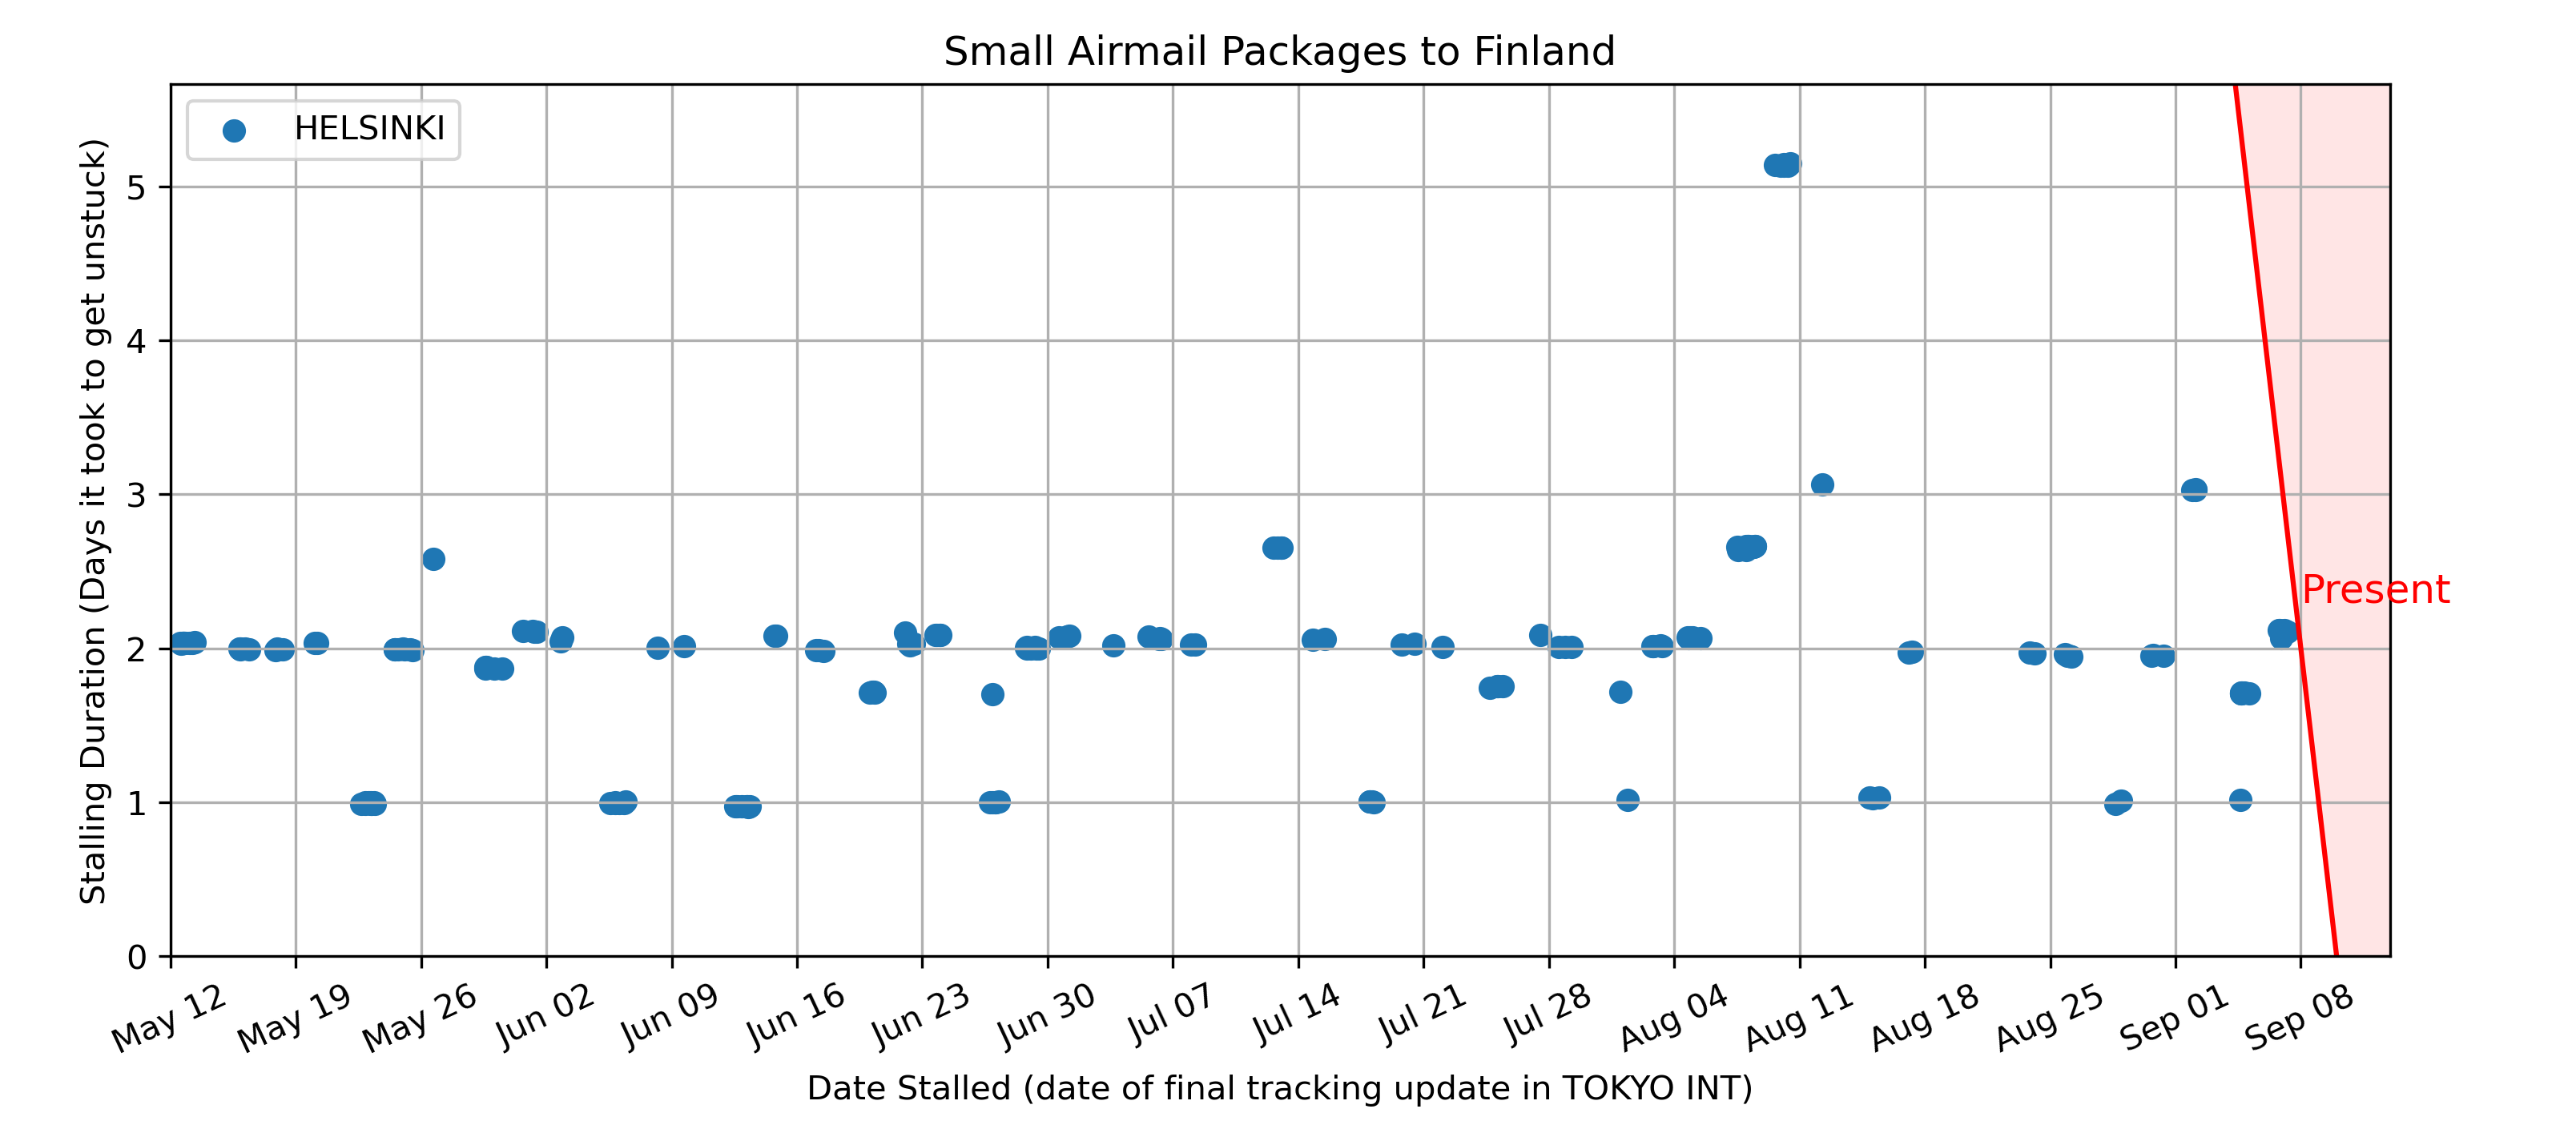 Small Airmail Packages to Finland
HELSINKI
Stalling Duration (Days it took to get unstuck)
5
4
3
2
1
0
Present
May 12
May 19
May 26
Jun 02
Jun 09
Jun 16
Jun 23
Jun 30
Jul 07
Jul 14
Jul 21
Jul 28
Aug 04
Aug 11
Aug 18
Aug 25
Sep 01
Sep 08
Date Stalled (date of final tracking update in TOKYO INT)